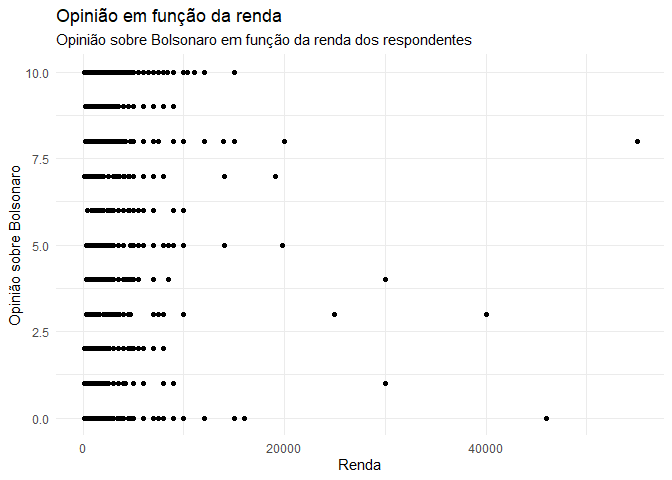 Opinião em função da renda
Opinião sobre Bolsonaro em função da renda dos respondentes
10.0
7.5
5.0
2.5
0.0
Opinião sobre Bolsonaro
0
20000
40000
Renda